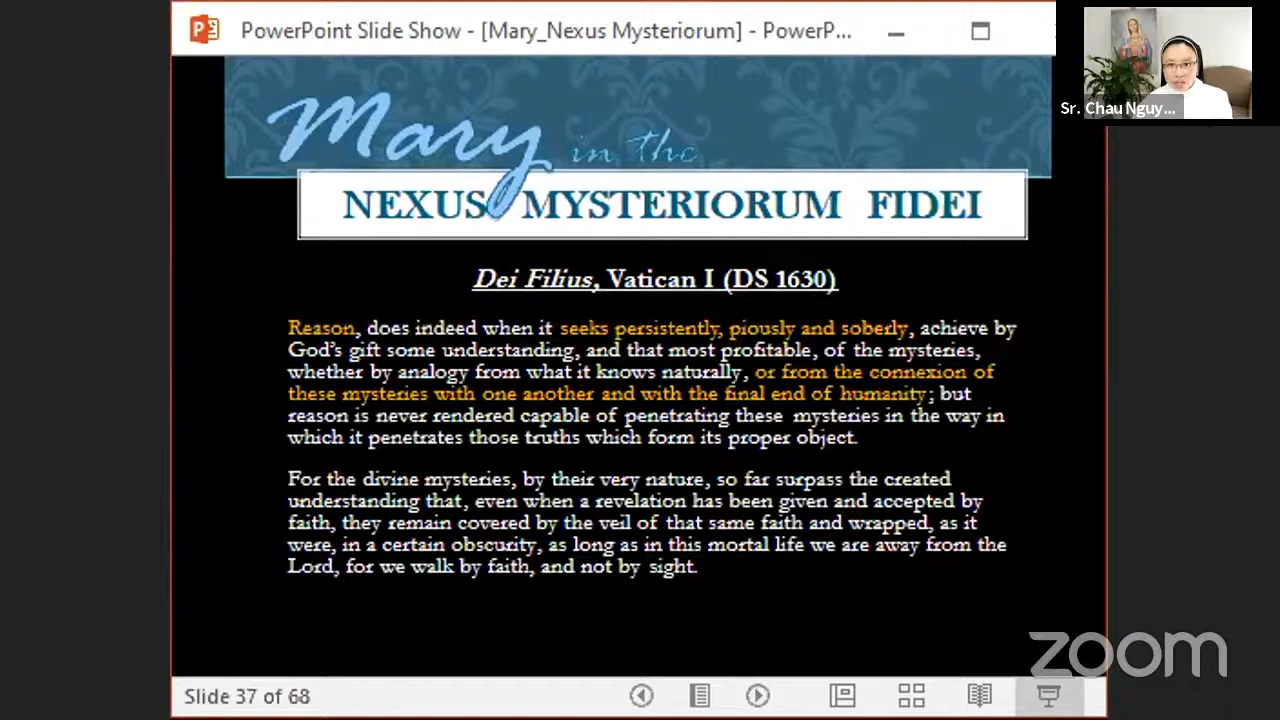 PowerPoint Slide Show - [Mary_Nexus Mysteriorum] - PowerP...
Sr. Chau Nguy...
Mary in the
NEXUS MYSTERIORUM FIDEI
Dei Filius, Vatican I (DS 1630)
Reason, does indeed when it seeks persistently, piously and soberly, achieve by
God's gift some understanding, and that most profitable, of the mysteries,
whether by analogy from what it knows naturally, or from the connexion of
these mysteries with one another and with the final end of humanity; but
reason is never rendered capable of penetrating these mysteries in the way in
which it penetrates those truths which form its proper object.
For the divine mysteries, by their very nature, so far surpass the created
understanding that, even when a revelation has been given and accepted by
faith, they remain covered by the veil of that same faith and wrapped, as it
were, in a certain obscurity, as long as in this mortal life we are away from the
Lord, for we walk by faith, and not by sight.
zoom
Slide 37 of 68